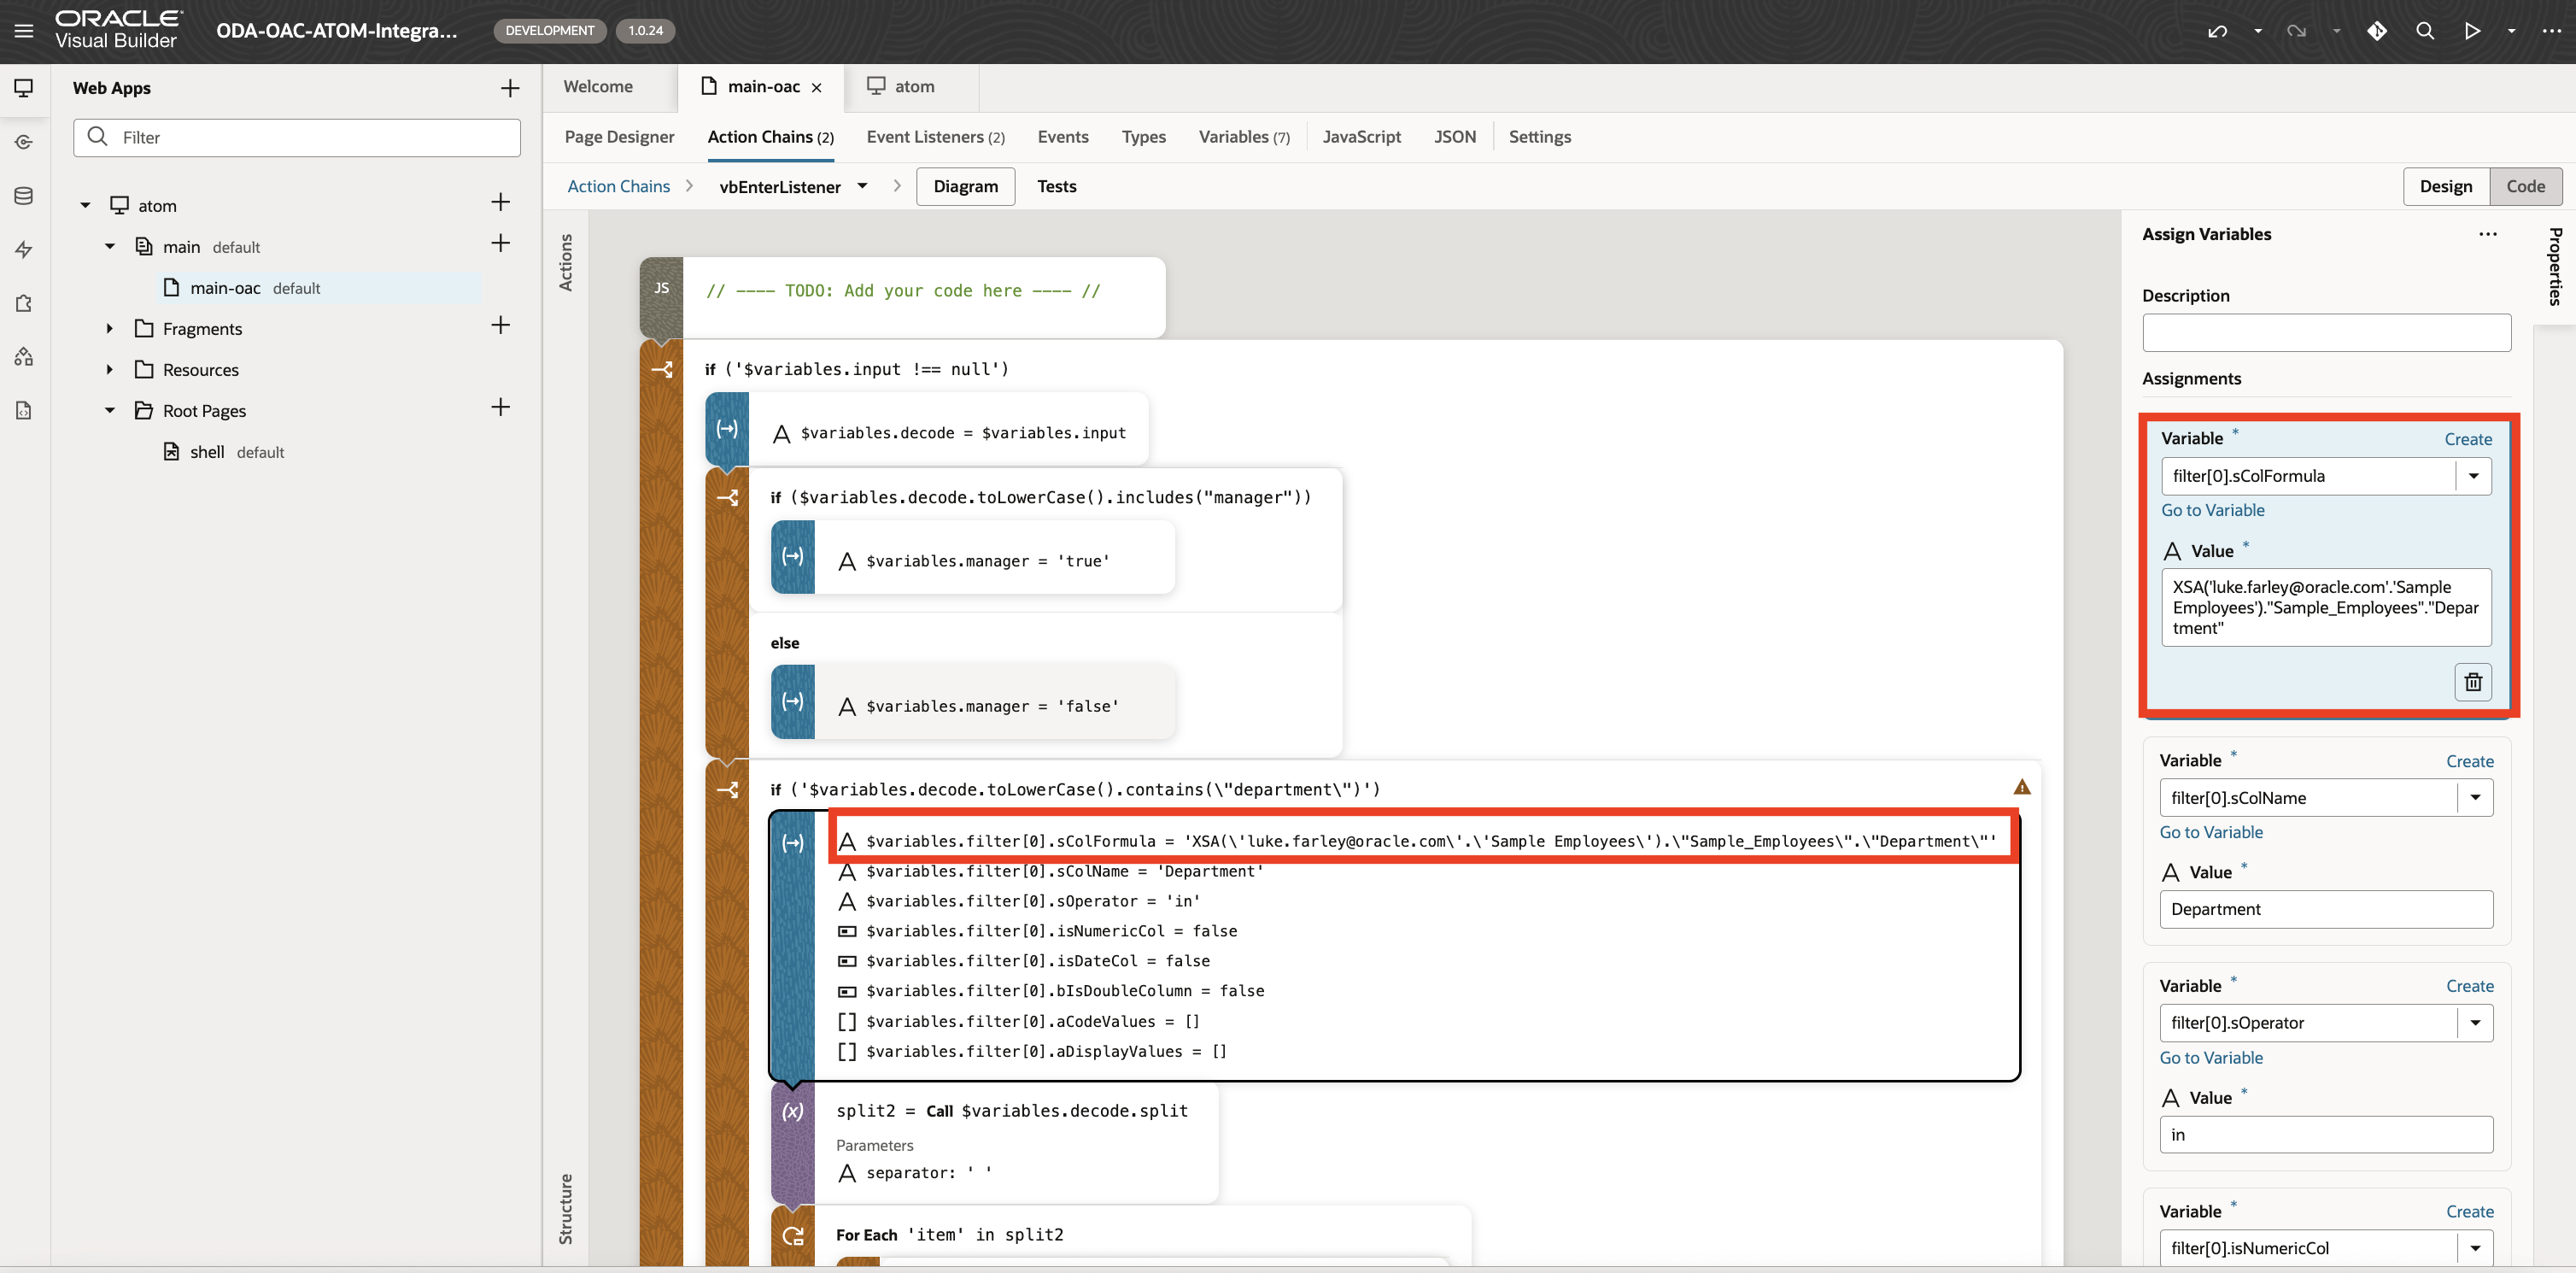 ORACLE
Visual Builder
ODA-OAC-ATOM-Integra...
DEVELOPMENT
1.0.24
Web Apps
Filter
atom
main default
main-oac default
Fragments
Resources
Root Pages
shell default
Welcome
main-oac
atom
Page Designer
Action Chains (2)
Event Listeners (2)
Events
Types
Variables (7)
JavaScript
JSON
Settings
Action Chains
vbEnterListener
Diagram
Tests
Design
Code
Actions
Structure
JS
// ---- TODO: Add your code here ---- //
if ('$variables.input !== null')
$variables.decode = $variables.input
if ($variables.decode.toLowerCase().includes("manager"))
$variables.manager = 'true'
else
$variables.manager = 'false'
if ('$variables.decode.toLowerCase().contains(\"department\")')
$variables.filter[0].sColFormula = 'XSA(\'luke.farley@oracle.com\'.\'Sample Employees\').\"Sample_Employees\".\"Department\"'
$variables.filter[0].sColName = 'Department'
$variables.filter[0].sOperator = 'in'
$variables.filter[0].isNumericCol = false
$variables.filter[0].isDateCol = false
$variables.filter[0].bIsDoubleColumn = false
$variables.filter[0].aCodeValues = []
$variables.filter[0].aDisplayValues = []
(x)
split2 = Call $variables.decode.split
Parameters
separator: ' '
For Each 'item' in split2
Assign Variables
Properties
Description
Assignments
Variable *
Create
filter[0].sColFormula
Go to Variable
Value *
XSA('luke.farley@oracle.com'.'Sample
Employees')."Sample_Employees"."Depar
tment"
Variable *
Create
filter[0].sColName
Go to Variable
Value *
Department
Variable *
Create
filter[0].sOperator
Go to Variable
Value *
in
Variable *
Create
filter[0].isNumericCol